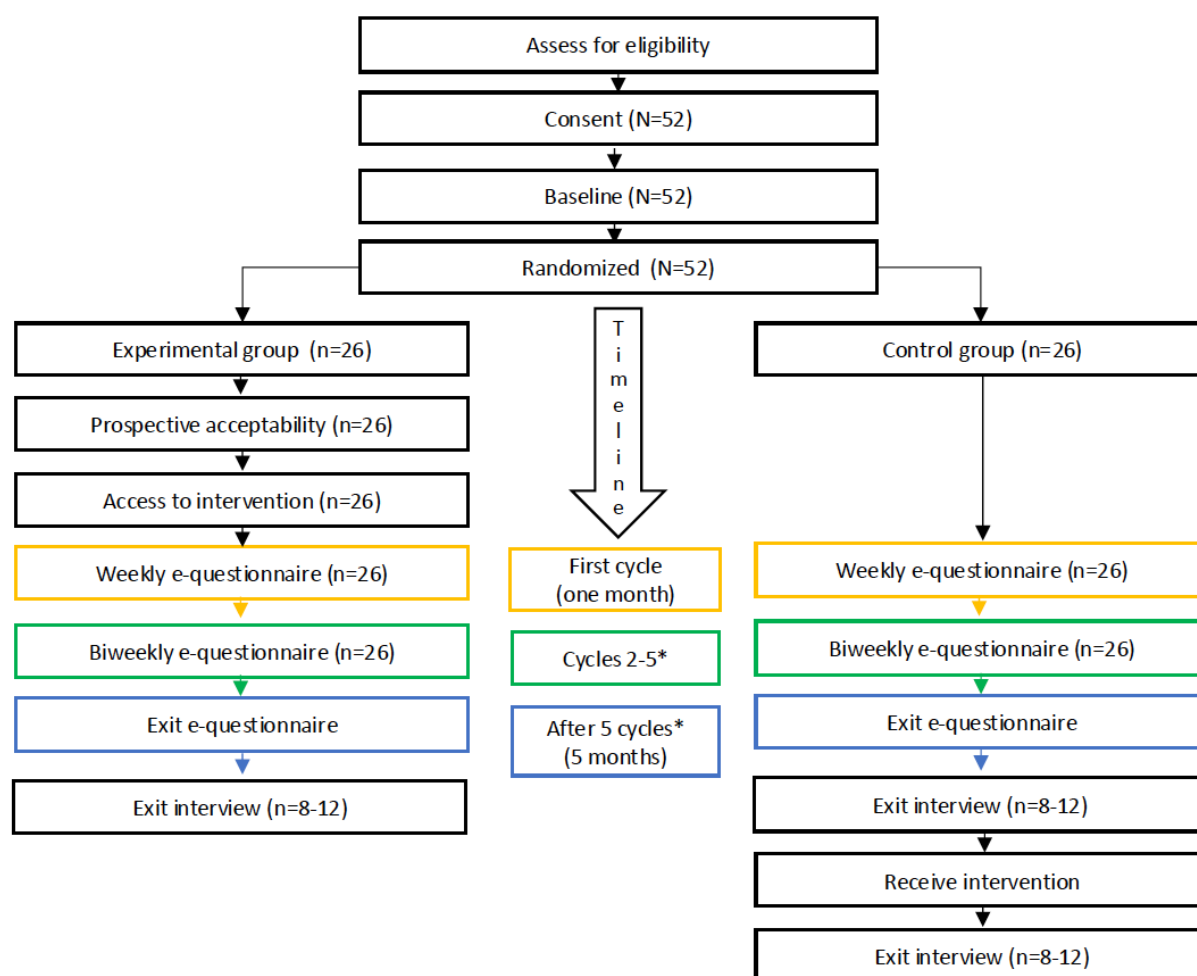 Assess for eligibility
Consent (N=52)
Baseline (N=52)
Randomized (N=52)
Experimental group (n=26)
Prospective acceptability (n=26)
Access to intervention (n=26)
Weekly e-questionnaire (n=26)
Biweekly e-questionnaire (n=26)
Exit e-questionnaire
Exit interview (n=8-12)
Timeline
First cycle
(one month)
Cycles 2-5*
After 5 cycles*
(5 months)
Control group (n=26)
Weekly e-questionnaire (n=26)
Biweekly e-questionnaire (n=26)
Exit e-questionnaire
Exit interview (n=8-12)
Receive intervention
Exit interview (n=8-12)